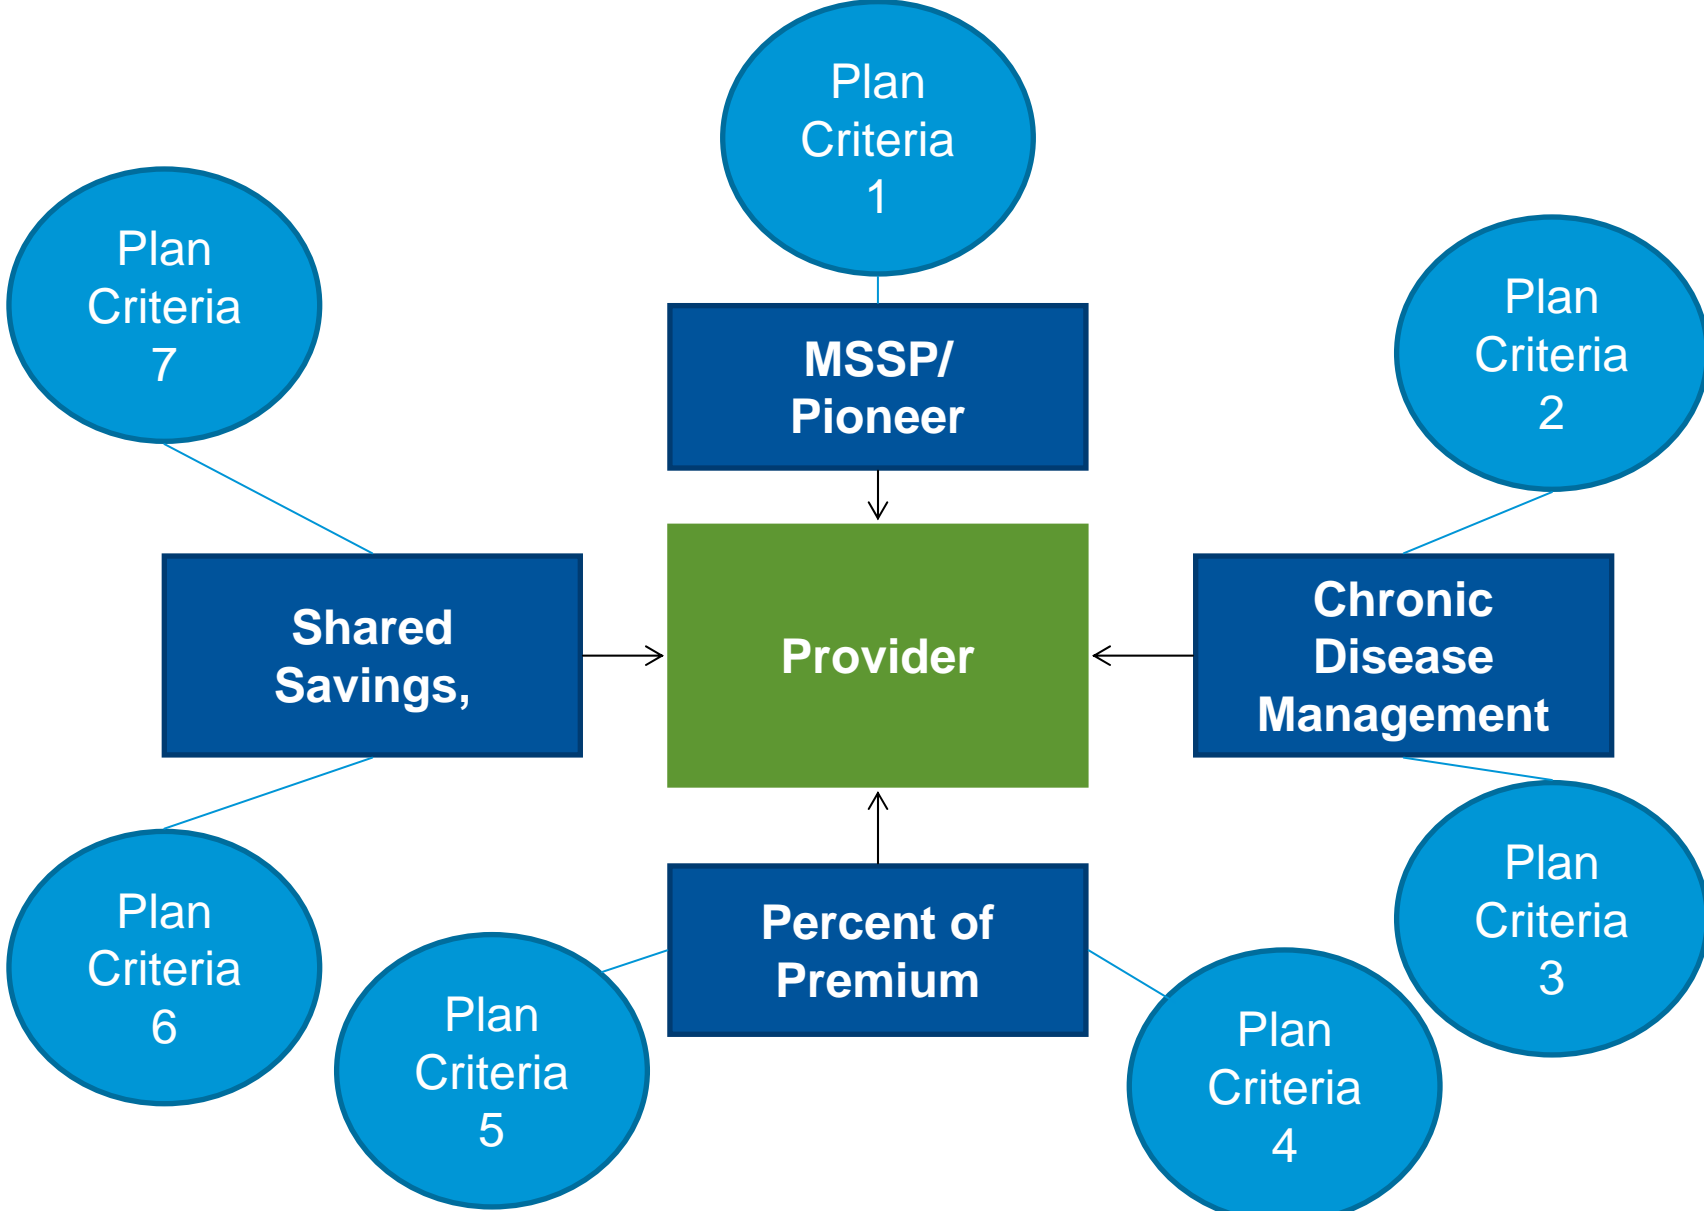 Plan
Criteria
1
Plan
Criteria
7
Plan
Criteria
2
MSSP/
Pioneer
Shared
Savings,
Provider
Chronic
Disease
Management
Percent of
Premium
Plan
Criteria
3
Plan
Criteria
6
Plan
Criteria
5
Plan
Criteria
4